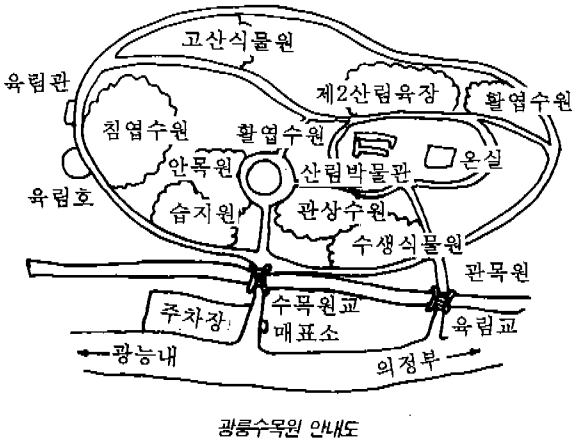 고산식물원
육림관
제2산림육장
활엽수원
침엽수원
활엽수원
안목원
산림박물관
온실
육림호
습지원
관상수원
수생식물원
관목원
주차장
수목원교
매표소
육림교
광능내
의정부
광릉수목원 안내도